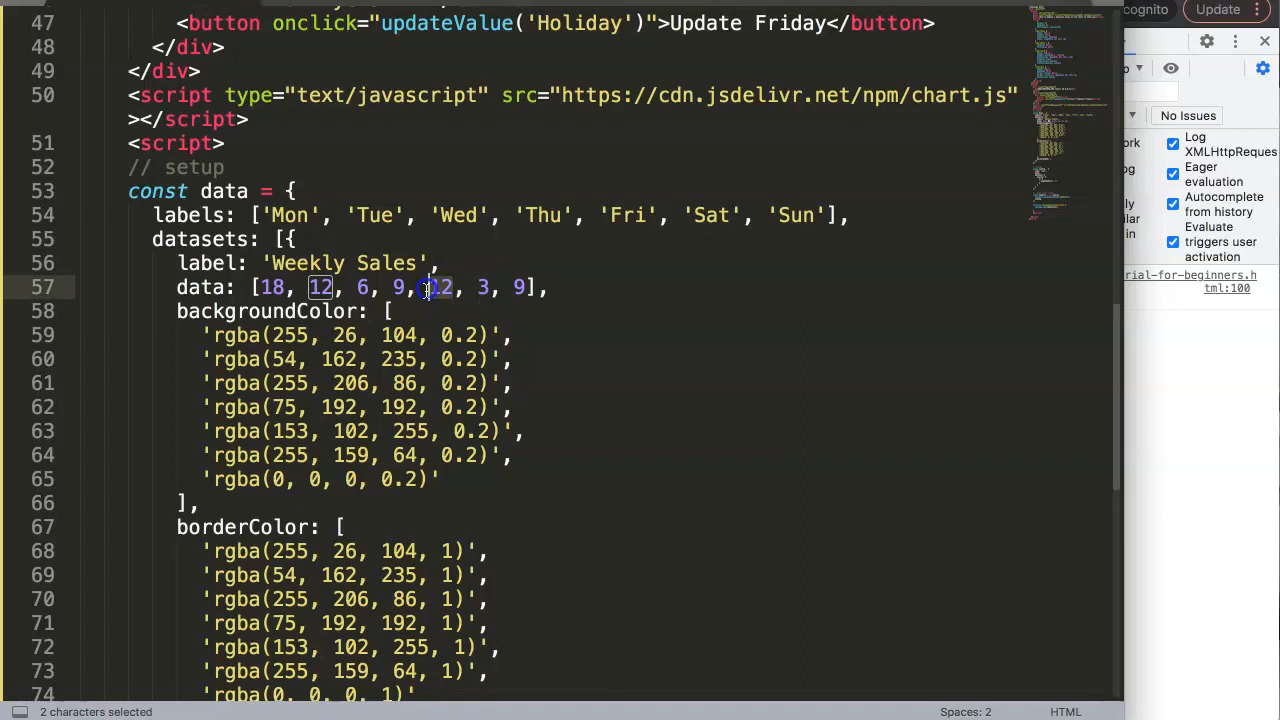 47 <button onclick="updateValue('Holiday')">Update Friday</button>
48 </div>
49 </div>
50 <script type="text/javascript" src="https://cdn.jsdelivr.net/npm/chart.js"
></script>
51 <script>
52 // setup
53 const data = {
54 labels: ['Mon', 'Tue', 'Wed', 'Thu', 'Fri', 'Sat', 'Sun'],
55 datasets: [{
56 label: 'Weekly Sales',
57 data: [18, 12, 6, 9, 12, 3, 9],
58 backgroundColor: [
59 'rgba(255, 26, 104, 0.2)',
60 'rgba(54, 162, 235, 0.2)',
61 'rgba(255, 206, 86, 0.2)',
62 'rgba(75, 192, 192, 0.2)',
63 'rgba(153, 102, 255, 0.2)',
64 'rgba(255, 159, 64, 0.2)',
65 'rgba(0, 0, 0, 0.2)'
66 ],
67 borderColor: [
68 'rgba(255, 26, 104, 1)',
69 'rgba(54, 162, 235, 1)',
70 'rgba(255, 206, 86, 1)',
71 'rgba(75, 192, 192, 1)',
72 'rgba(153, 102, 255, 1)',
73 'rgba(255, 159, 64, 1)',
74 'rgba(0, 0, 0, 1)'
2 characters selected
Spaces: 2
HTML
cognito
Update
No Issues
Log
XMLHttpReques
Eager
evaluation
Autocomplete
from history
Evaluate
triggers user
activation
rial-for-beginners.h
tml:100